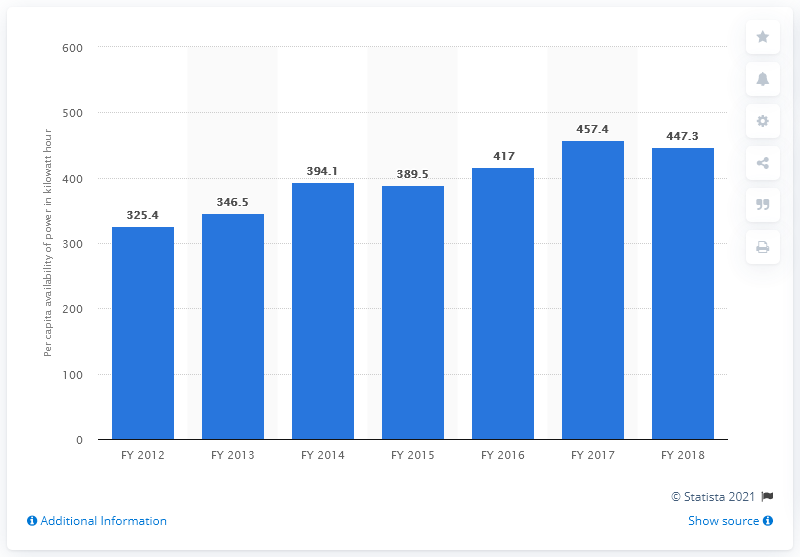 600
500
400
300
200
100
0
Per capita availability of power in kilowatt hour
325.4
346.5
394.1
389.5
417
457.4
447.3
FY 2012
FY 2013
FY 2014
FY 2015
FY 2016
FY 2017
FY 2018
© Statista 2021
Additional Information
Show source